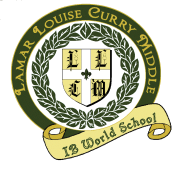 LAMAR LOUISE CURRY MIDDLE
L L
C M
IB World School